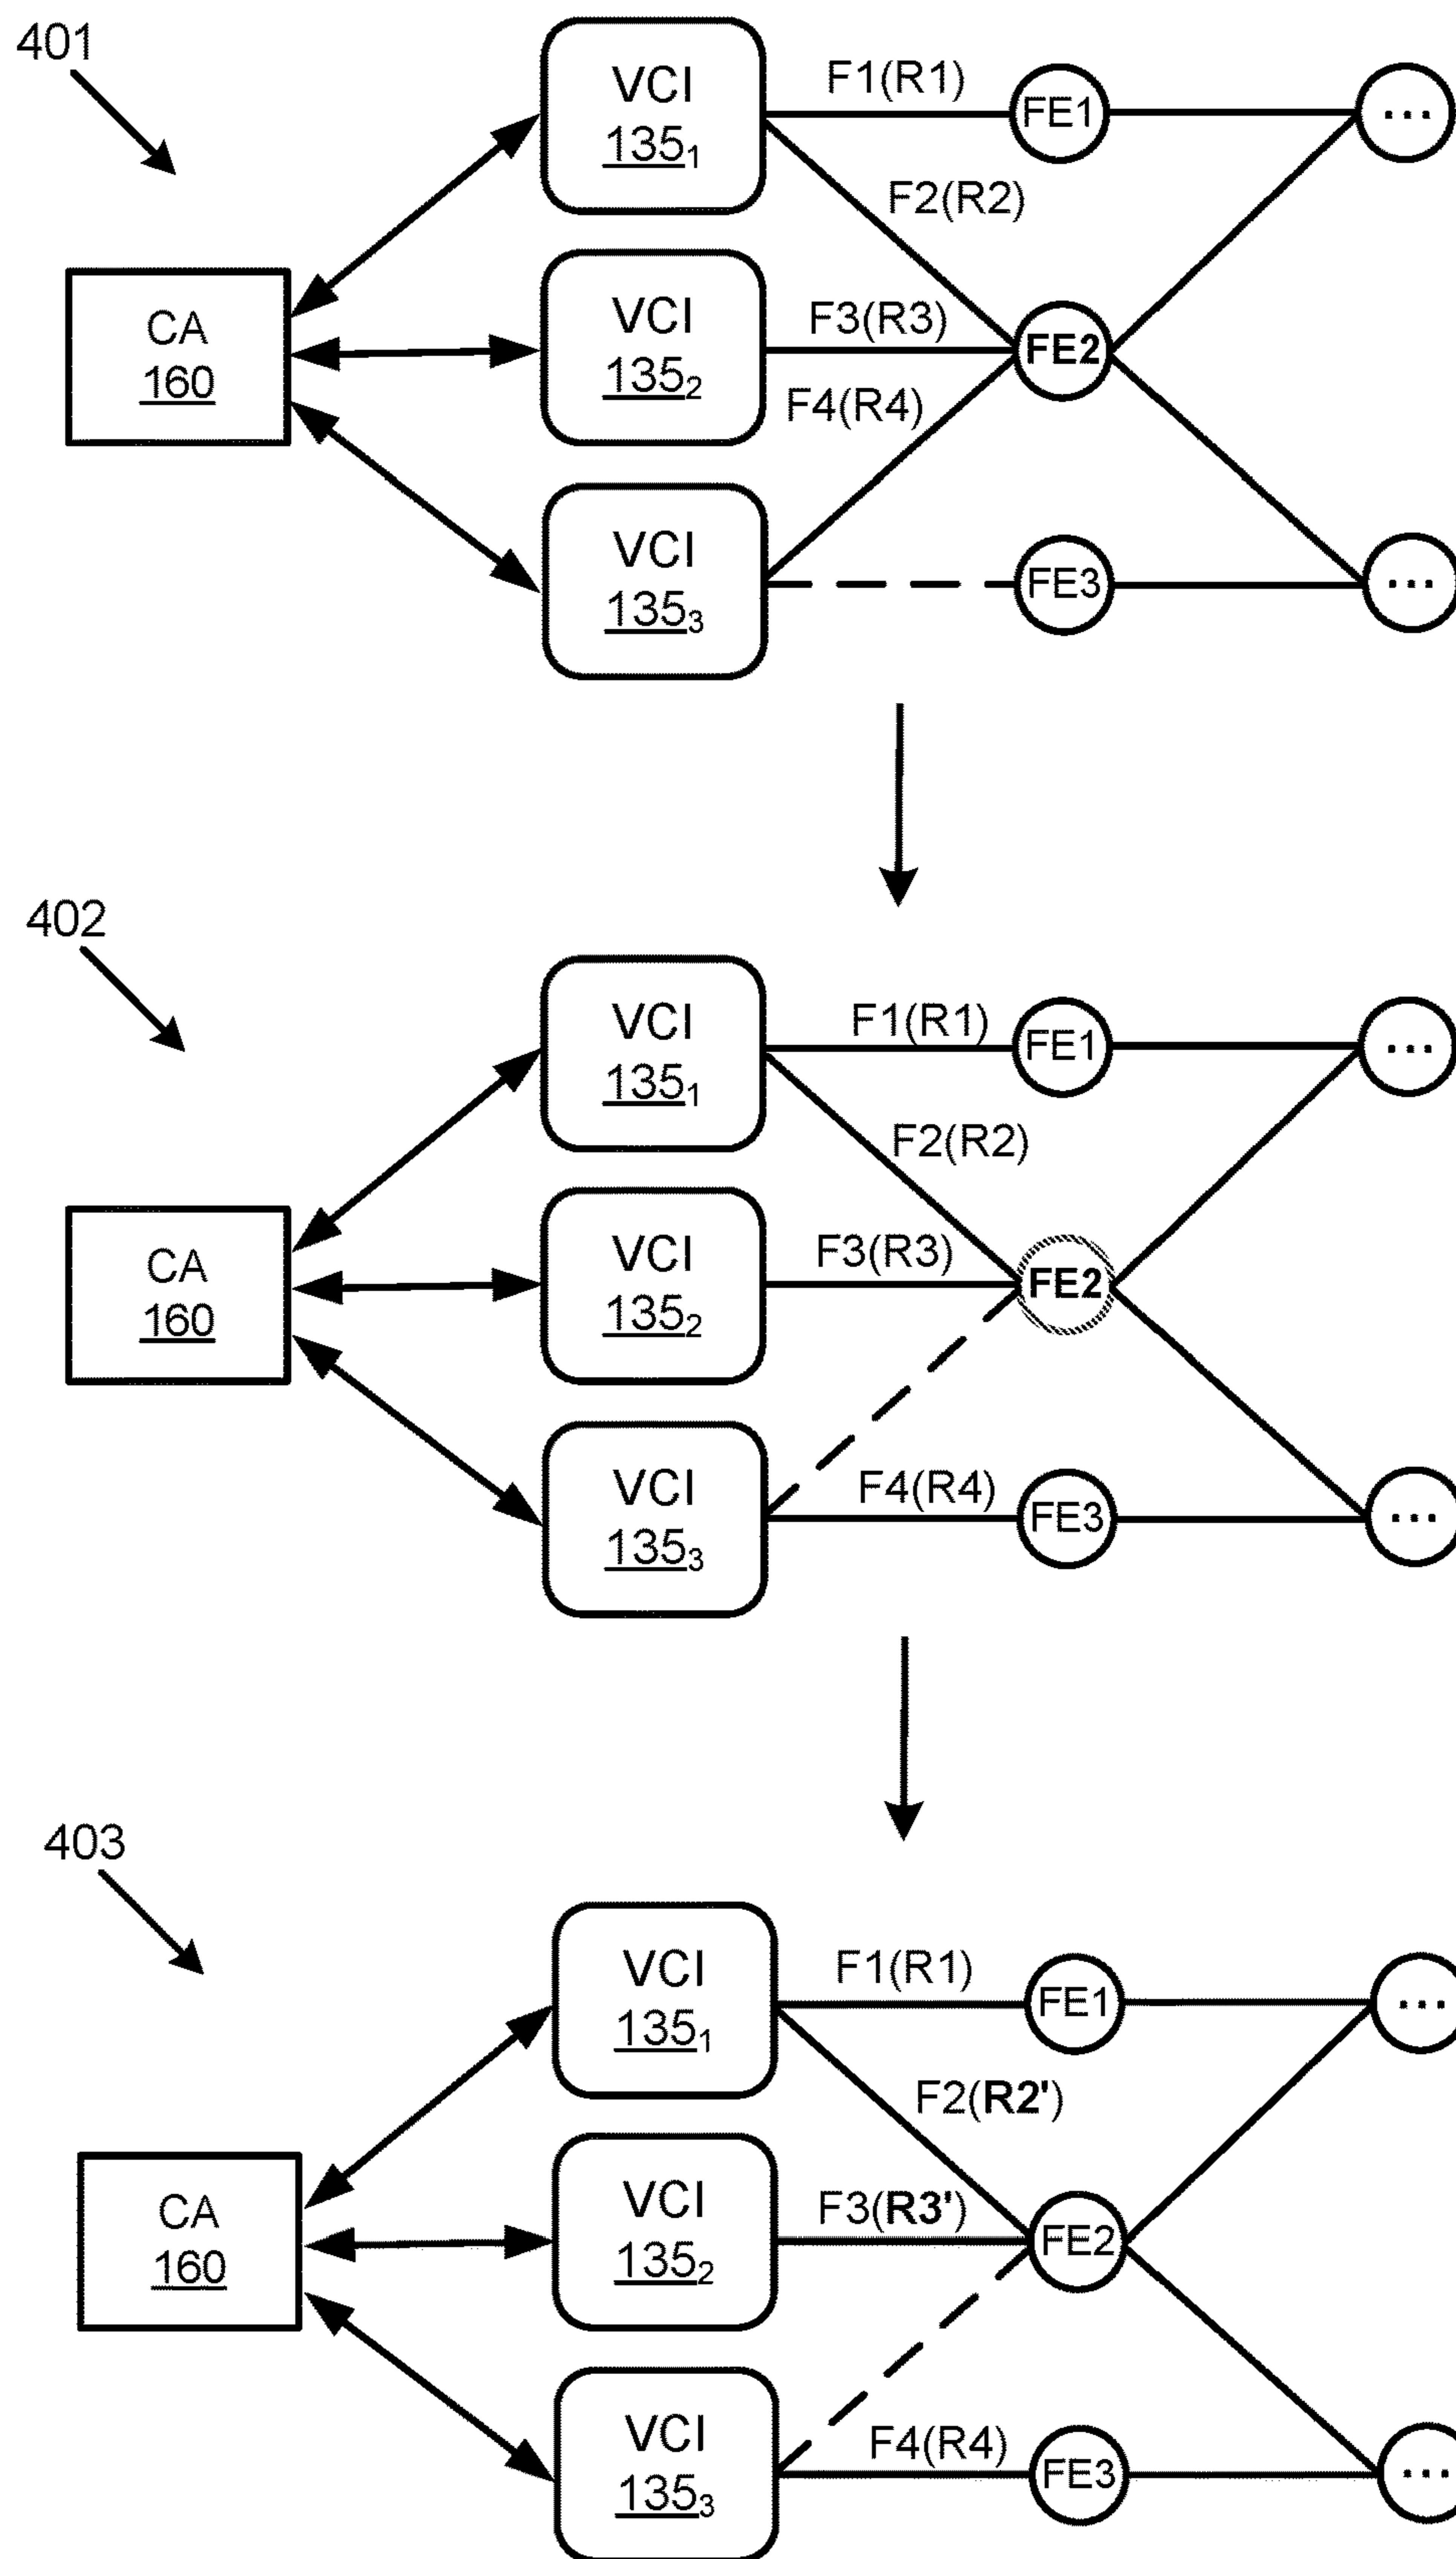 401
VCI
135₁
F1(R1)
FE1
...
F2(R2)
CA
160
VCI
135₂
F3(R3)
FE2
F4(R4)
VCI
135₃
FE3
...
402
VCI
135₁
F1(R1)
FE1
...
F2(R2)
CA
160
VCI
135₂
F3(R3)
FE2
VCI
135₃
F4(R4)
FE3
...
403
VCI
135₁
F1(R1)
FE1
...
F2(R2')
CA
160
VCI
135₂
F3(R3')
FE2
VCI
135₃
F4(R4)
FE3
...